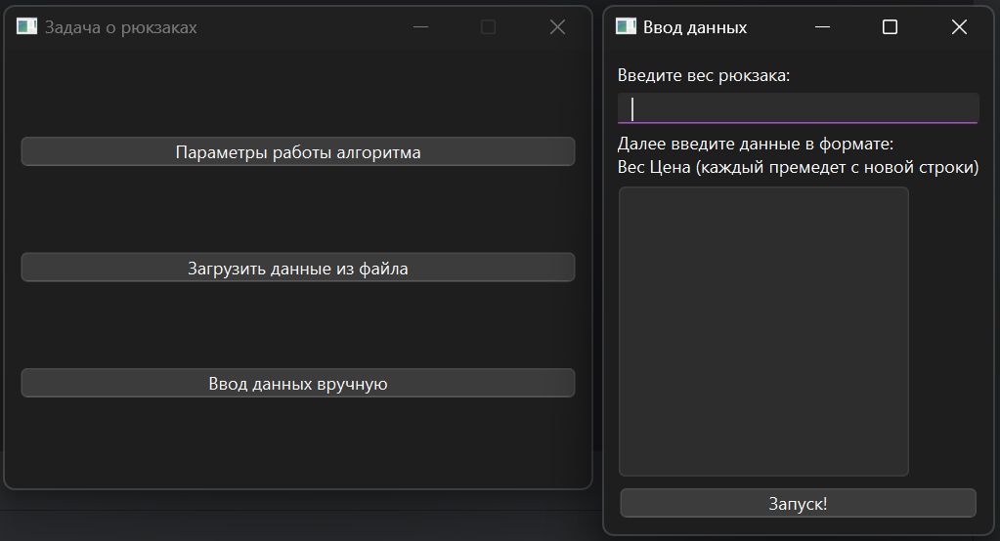 Задача о рюкзаках
Параметры работы алгоритма
Загрузить данные из файла
Ввод данных вручную
Ввод данных
Введите вес рюкзака:
Далее введите данные в формате:
Вес Цена (каждый премедет с новой строки)
Запуск!